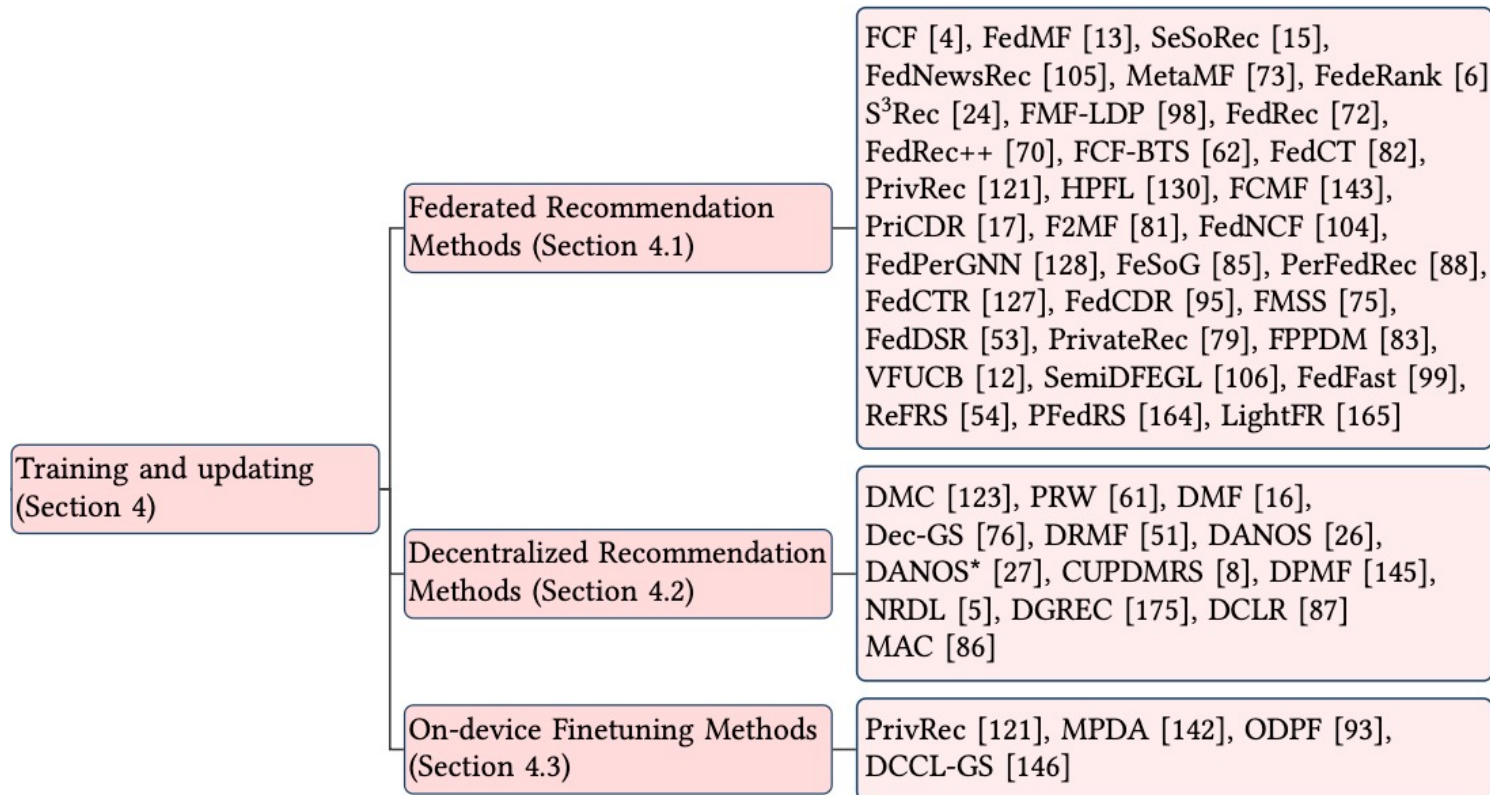 Training and updating
(Section 4)
Federated Recommendation
Methods (Section 4.1)
FCF [4], FedMF [13], SeSoRec [15],
FedNewsRec [105], MetaMF [73], FedeRank [6]
S³Rec [24], FMF-LDP [98], FedRec [72],
FedRec++ [70], FCF-BTS [62], FedCT [82],
PrivRec [121], HPFL [130], FCMF [143],
PriCDR [17], F2MF [81], FedNCF [104],
FedPerGNN [128], FeSoG [85], PerFedRec [88],
FedCTR [127], FedCDR [95], FMSS [75],
FedDSR [53], PrivateRec [79], FPPDM [83],
VFUCB [12], SemiDFEGL [106], FedFast [99],
ReFRS [54], PFedRS [164], LightFR [165]
Decentralized Recommendation
Methods (Section 4.2)
DMC [123], PRW [61], DMF [16],
Dec-GS [76], DRMF [51], DANOS [26],
DANOS* [27], CUPDMRS [8], DPMF [145],
NRDL [5], DGREC [175], DCLR [87]
MAC [86]
On-device Finetuning Methods
(Section 4.3)
PrivRec [121], MPDA [142], ODPF [93],
DCCL-GS [146]